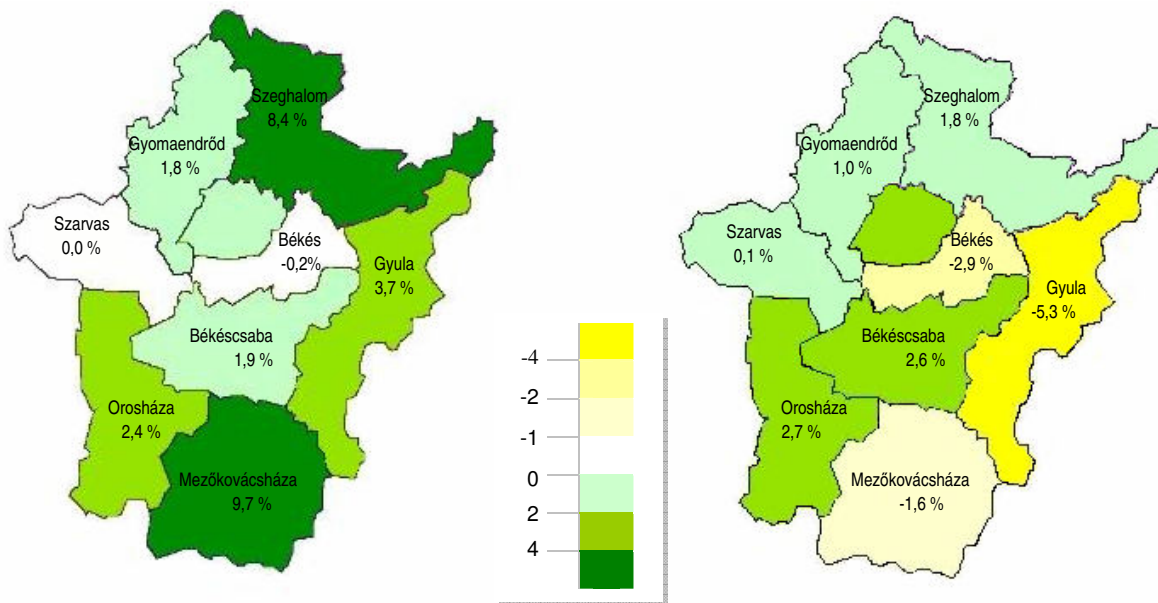 Szeghalom
8,4 %
Gyomaendrőd
1,8 %
Szarvas
0,0 %
Békés
-0,2%
Gyula
3,7 %
Békéscsaba
1,9 %
Orosháza
2,4 %
Mezőkovácsháza
9,7 %
-4
-2
-1
0
2
4
Szeghalom
1,8 %
Gyomaendrőd
1,0 %
Szarvas
0,1 %
Békés
-2,9 %
Gyula
-5,3 %
Békéscsaba
2,6 %
Orosháza
2,7 %
Mezőkovácsháza
-1,6 %